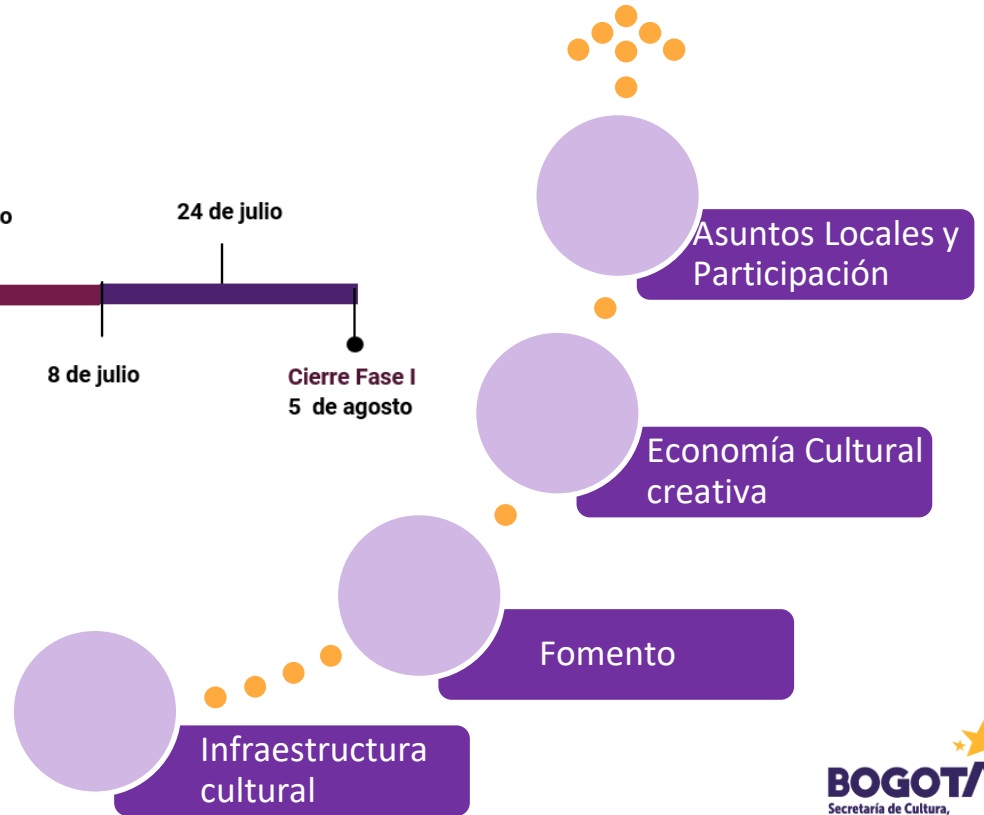 o
24 de julio
8 de julio
Cierre Fase I
5 de agosto
Asuntos Locales y
Participación
Economía Cultural
creativa
Fomento
Infraestructura
cultural
BOGOT
Secretaría de Cultura,